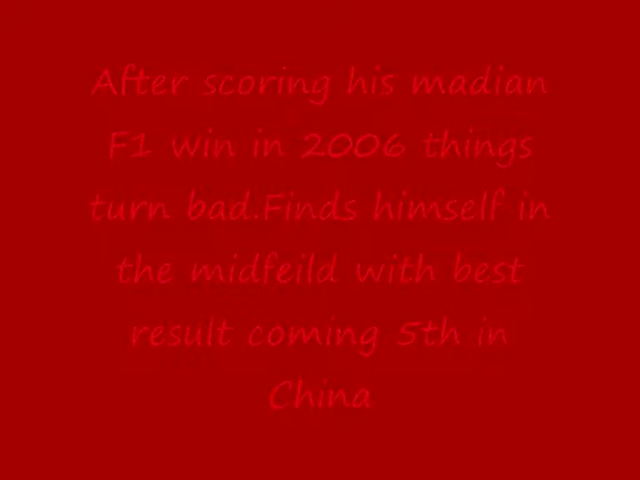 After scoring his madian
F1 win in 2006 things
turn bad.Finds himself in
the midfeild with best
result coming 5th in
China